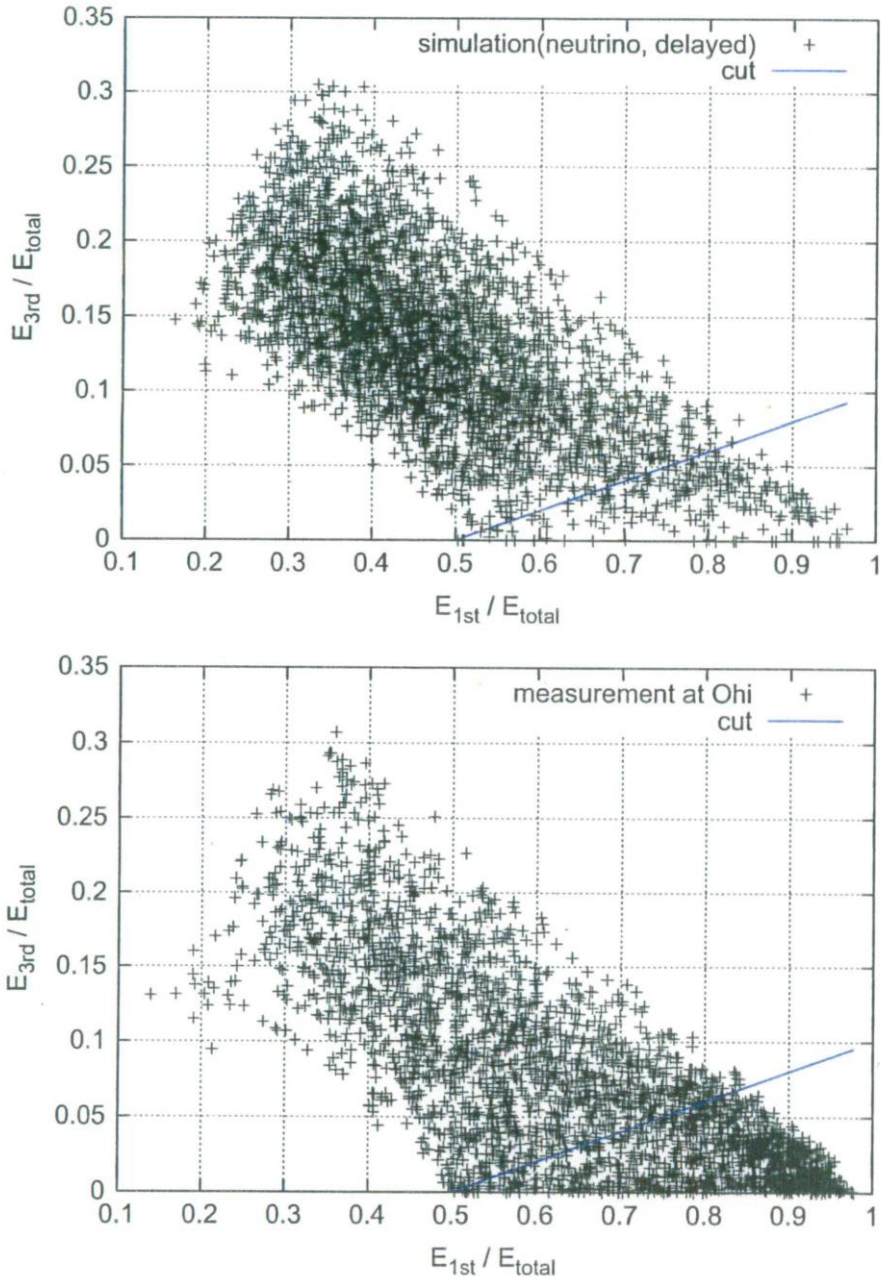 0.35
simulation(neutrino, delayed) +
cut
0.3
0.25
0.2
0.15
0.1
0.05
0
E3rd / Etotal
0.1 0.2 0.3 0.4 0.5 0.6 0.7 0.8 0.9 1
E1st / Etotal
0.35
measurement at Ohi +
cut
0.3
0.25
0.2
0.15
0.1
0.05
0
E3rd / Etotal
0.1 0.2 0.3 0.4 0.5 0.6 0.7 0.8 0.9 1
E1st / Etotal